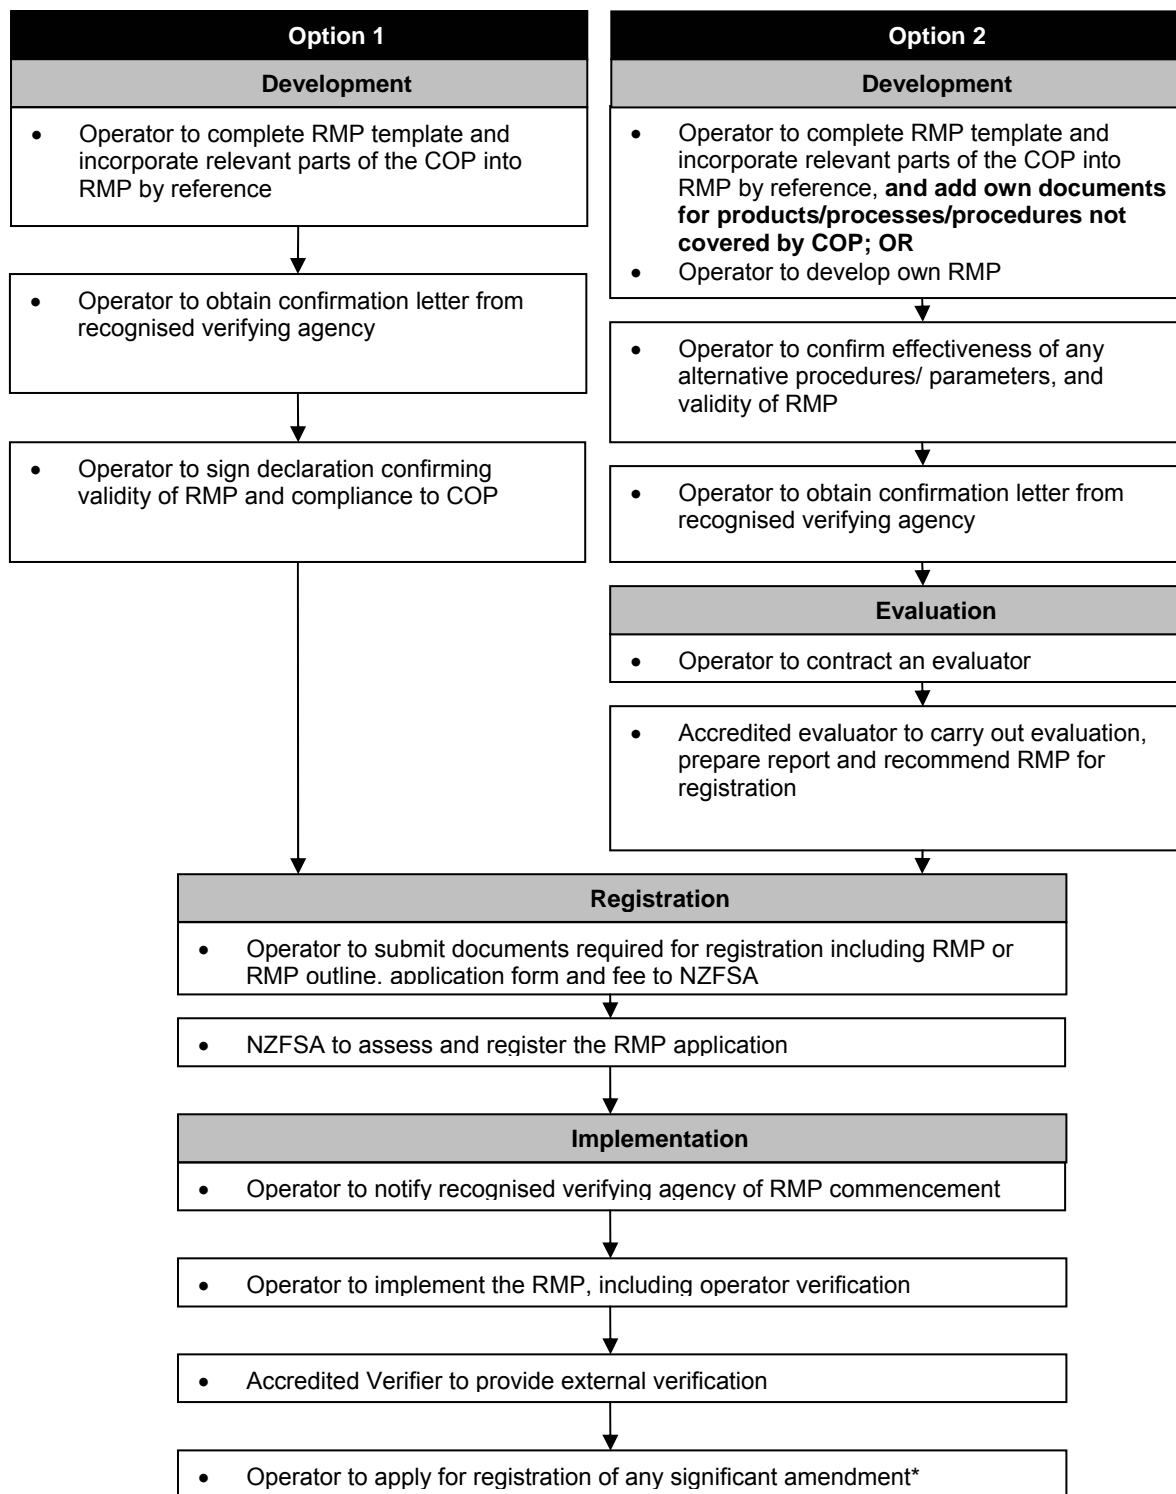 Option 1
Development
• Operator to complete RMP template and
incorporate relevant parts of the COP into
RMP by reference
• Operator to obtain confirmation letter from
recognised verifying agency
• Operator to sign declaration confirming
validity of RMP and compliance to COP
Option 2
Development
• Operator to complete RMP template and
incorporate relevant parts of the COP into
RMP by reference, and add own documents
for products/processes/procedures not
covered by COP; OR
• Operator to develop own RMP
• Operator to confirm effectiveness of any
alternative procedures/ parameters, and
validity of RMP
• Operator to obtain confirmation letter from
recognised verifying agency
Evaluation
• Operator to contract an evaluator
• Accredited evaluator to carry out evaluation,
prepare report and recommend RMP for
registration
Registration
• Operator to submit documents required for registration including RMP or
RMP outline, application form and fee to NZFSA
• NZFSA to assess and register the RMP application
Implementation
• Operator to notify recognised verifying agency of RMP commencement
• Operator to implement the RMP, including operator verification
• Accredited Verifier to provide external verification
• Operator to apply for registration of any significant amendment*